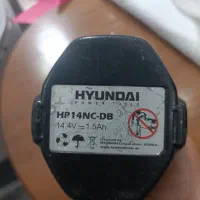 HYUNDAI
POWER TOOLS
HP14NC-DB
14.4V⎓1.5Ah